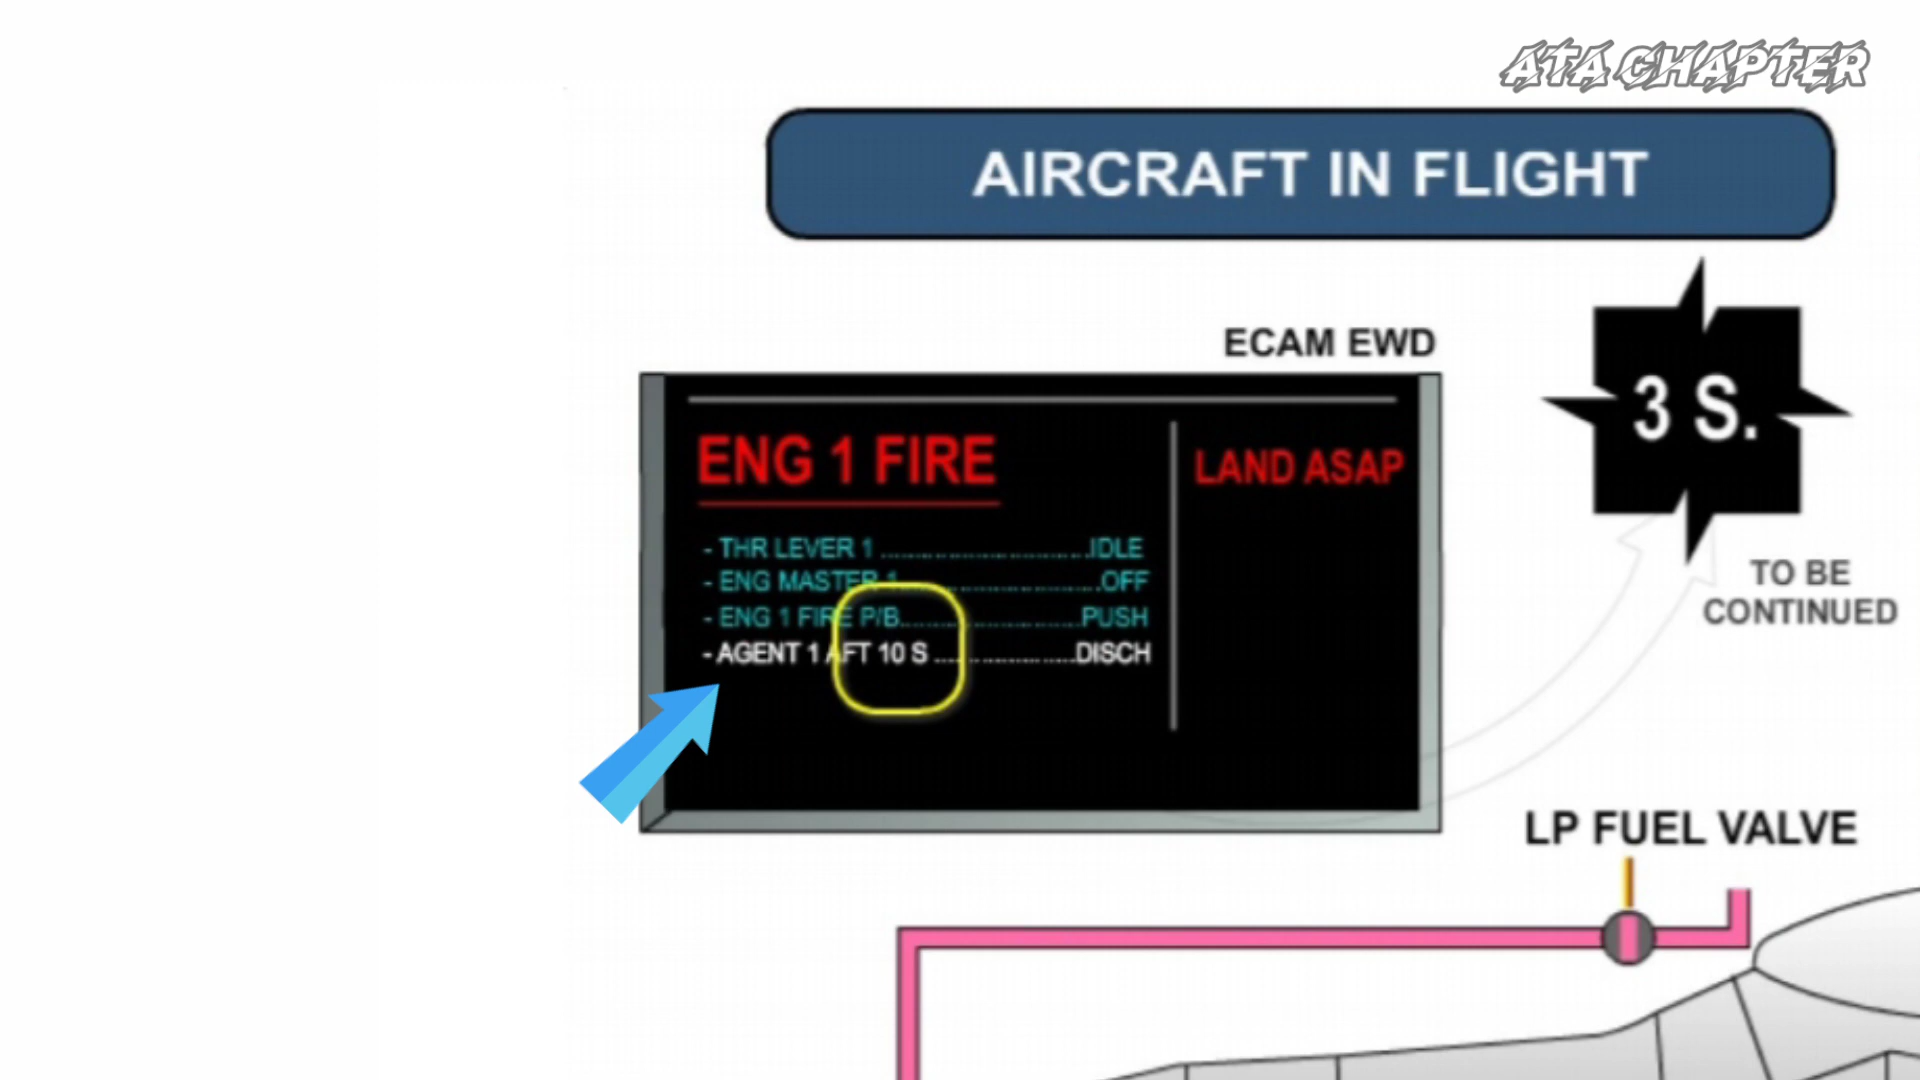 ATA CHAPTER
AIRCRAFT IN FLIGHT
ECAM EWD
3 S.
ENG 1 FIRE
LAND ASAP
- THR LEVER 1 ................................IDLE
- ENG MASTER 1...............................OFF
- ENG 1 FIRE P/B...........................PUSH
- AGENT 1 AFT 10 S .....................DISCH
TO BE
CONTINUED
LP FUEL VALVE